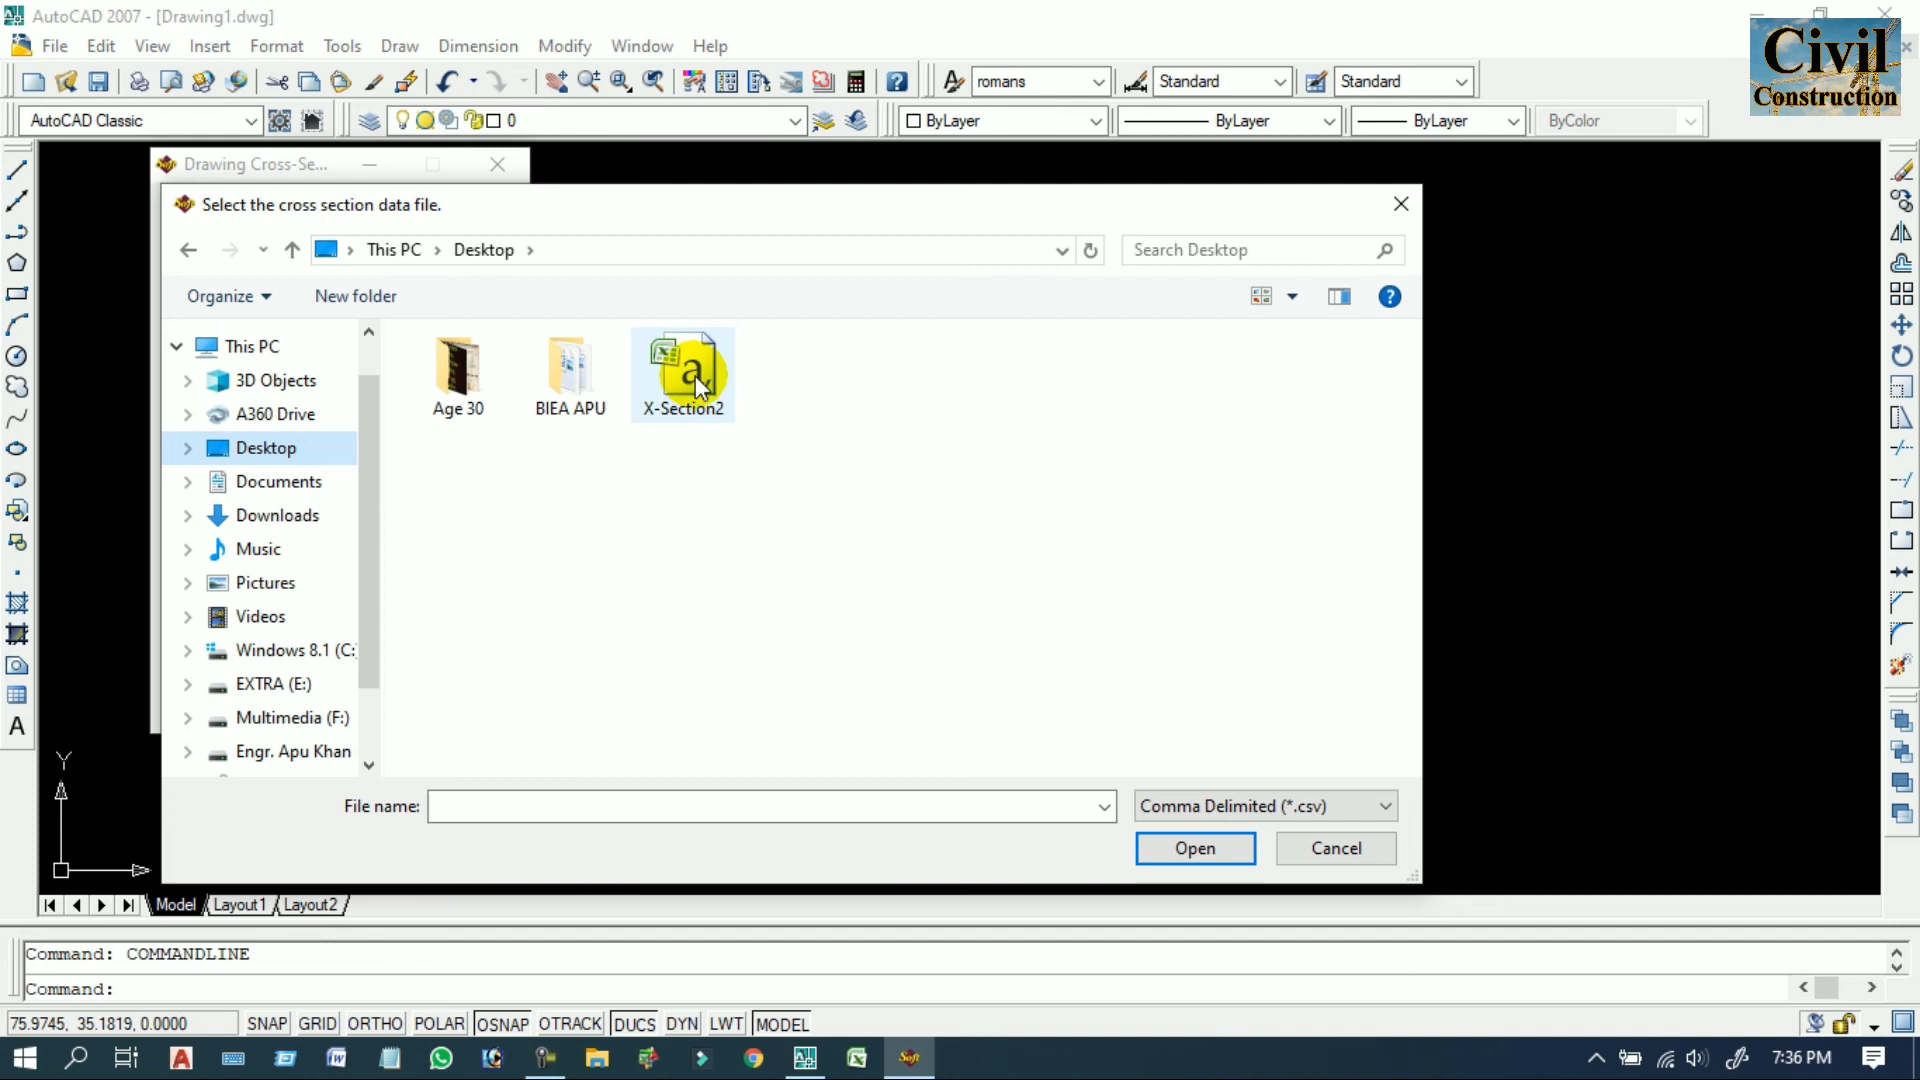 AutoCAD 2007 - [Drawing1.dwg]
Civil
Construction
File Edit View Insert Format Tools Draw Dimension Modify Window Help
romans Standard Standard
AutoCAD Classic 0 ByLayer ByLayer ByLayer ByColor
Drawing Cross-Se...
Select the cross section data file.
This PC Desktop Search Desktop
Organize New folder
This PC
3D Objects
A360 Drive
Desktop
Documents
Downloads
Music
Pictures
Videos
Windows 8.1 (C:
EXTRA (E:)
Multimedia (F:)
Engr. Apu Khan
Age 30 BIEA APU X-Section2
File name: Comma Delimited (*.csv)
Open Cancel
Y
Model Layout1 Layout2
Command: COMMANDLINE
Command:
75.9745, 35.1819, 0.0000 SNAP GRID ORTHO POLAR OSNAP OTRACK DUCS DYN LWT MODEL
7:36 PM